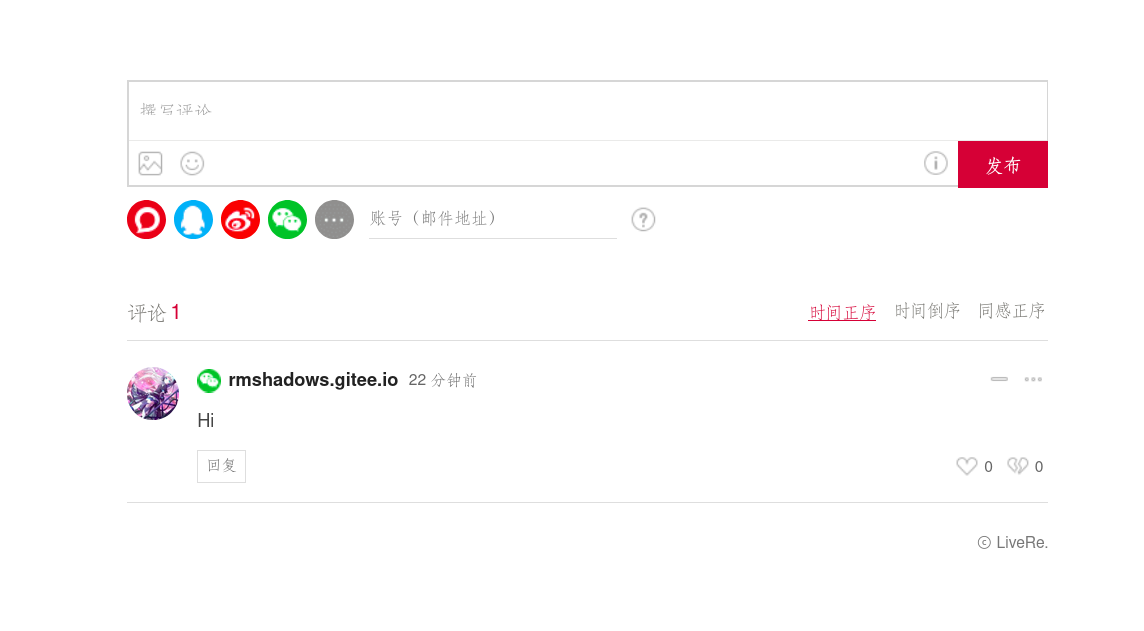 撰写评论
发布
账号（邮件地址）
评论 1
时间正序 时间倒序 同感正序
rmshadows.gitee.io 22 分钟前
Hi
回复
0 0
ⓒ LiveRe.